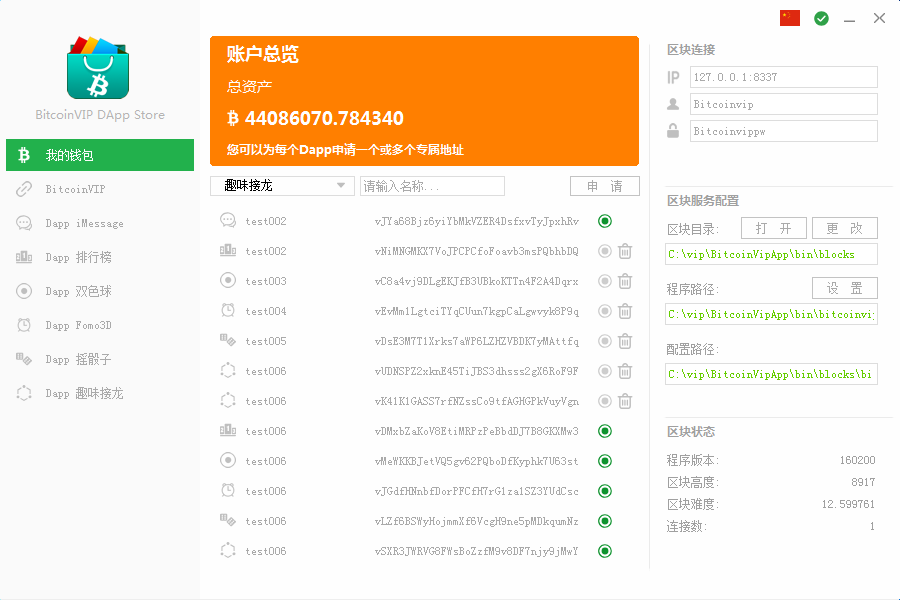 BitcoinVIP DApp Store
我的钱包
BitcoinVIP
Dapp iMessage
Dapp 排行榜
Dapp 双色球
Dapp Fomo3D
Dapp 摇骰子
Dapp 趣味接龙
账户总览
总资产
44086070.784340
您可以为每个Dapp申请一个或多个专属地址
趣味接龙 请输入名称... 申 请
test002 vJYa68Bjz6yiYbMkVZER4DsfxvTyJpxhRv
test002 vNiMNGMKX7VoJPCPCfoFoavb3msPQbhbDQ
test003 vC8a4vj9DLgEKJfB3UBkoKTTn4F2A4Dqrx
test004 vEvMm1LgtciTYqCUun7kgpCaLgwvyk8P9q
test005 vDsE3M7T1Xrks7aWP6LZHZVBDK7yMAttfq
test006 vUDNSPZ2xknE45TiJBS3dhsss2gX6RoF9F
test006 vK41K1GASS7rfNZssCo9tfAGHGPkVuyVgn
test006 vDMxbZaKoV8EtiMRPzPeBbdDJ7B8GKXMw3
test006 vMeWKKBJetVQ5gv62PQboDfKyphk7U63st
test006 vJGdfHNnbfDorPFCfH7rG1za1SZ3YUdCsc
test006 vLZf6BSWyHojmmXf6VcgH9ne5pMDkqumNz
test006 vSXR3JWRVG8FWsBoZzfM9v8DF7njy9jMwY
区块连接
IP 127.0.0.1:8337
Bitcoinvip
Bitcoinvippw
区块服务配置
区块目录: 打 开 更 改
C:\vip\BitcoinVipApp\bin\blocks
程序路径: 设 置
C:\vip\BitcoinVipApp\bin\bitcoinvi
配置路径:
C:\vip\BitcoinVipApp\bin\blocks\bi
区块状态
程序版本: 160200
区块高度: 8917
区块难度: 12.599761
连接数: 1